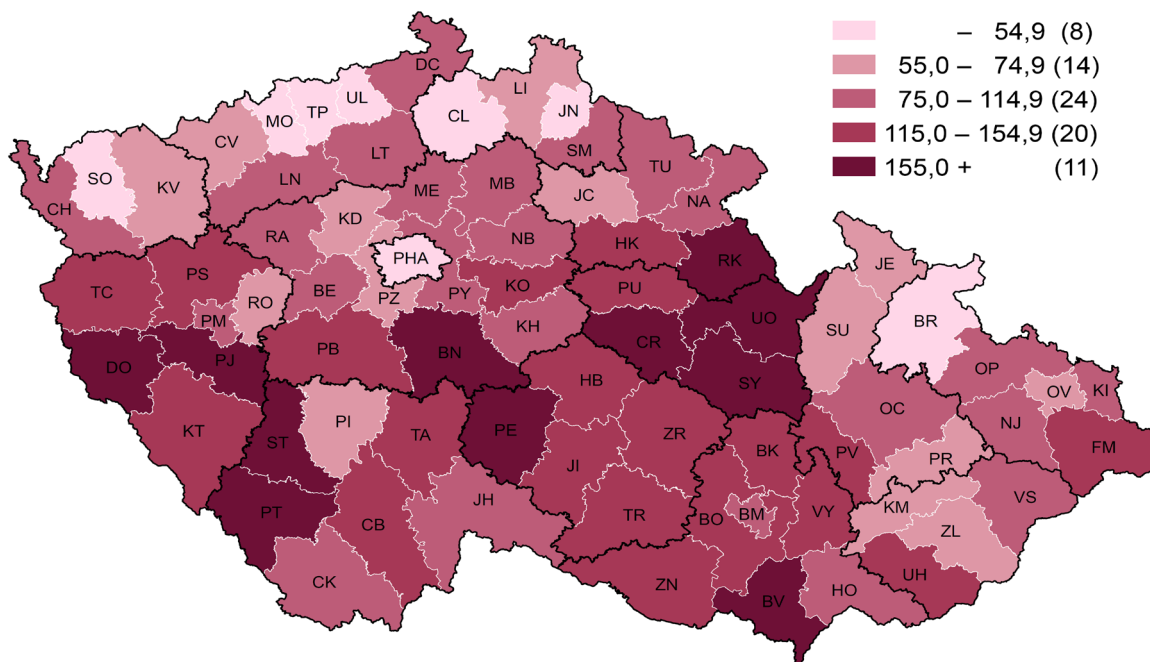 – 54,9 (8)
55,0 – 74,9 (14)
75,0 – 114,9 (24)
115,0 – 154,9 (20)
155,0 + (11)
DC
LI
UL
TP
MO
CL
JN
CV
LT
SM
TU
SO
KV
LN
ME
MB
JC
NA
CH
RA
KD
NB
HK
RK
PHA
JE
PS
TC
RO
BE
PZ
PY
KO
PU
UO
BR
SU
PM
KH
DO
PJ
PB
BN
CR
SY
OP
OV
KI
HB
OC
NJ
KT
ST
PI
TA
PE
ZR
BK
PV
PR
FM
JI
KM
VS
PT
CB
JH
TR
BO
BM
VY
ZL
CK
ZN
BV
HO
UH